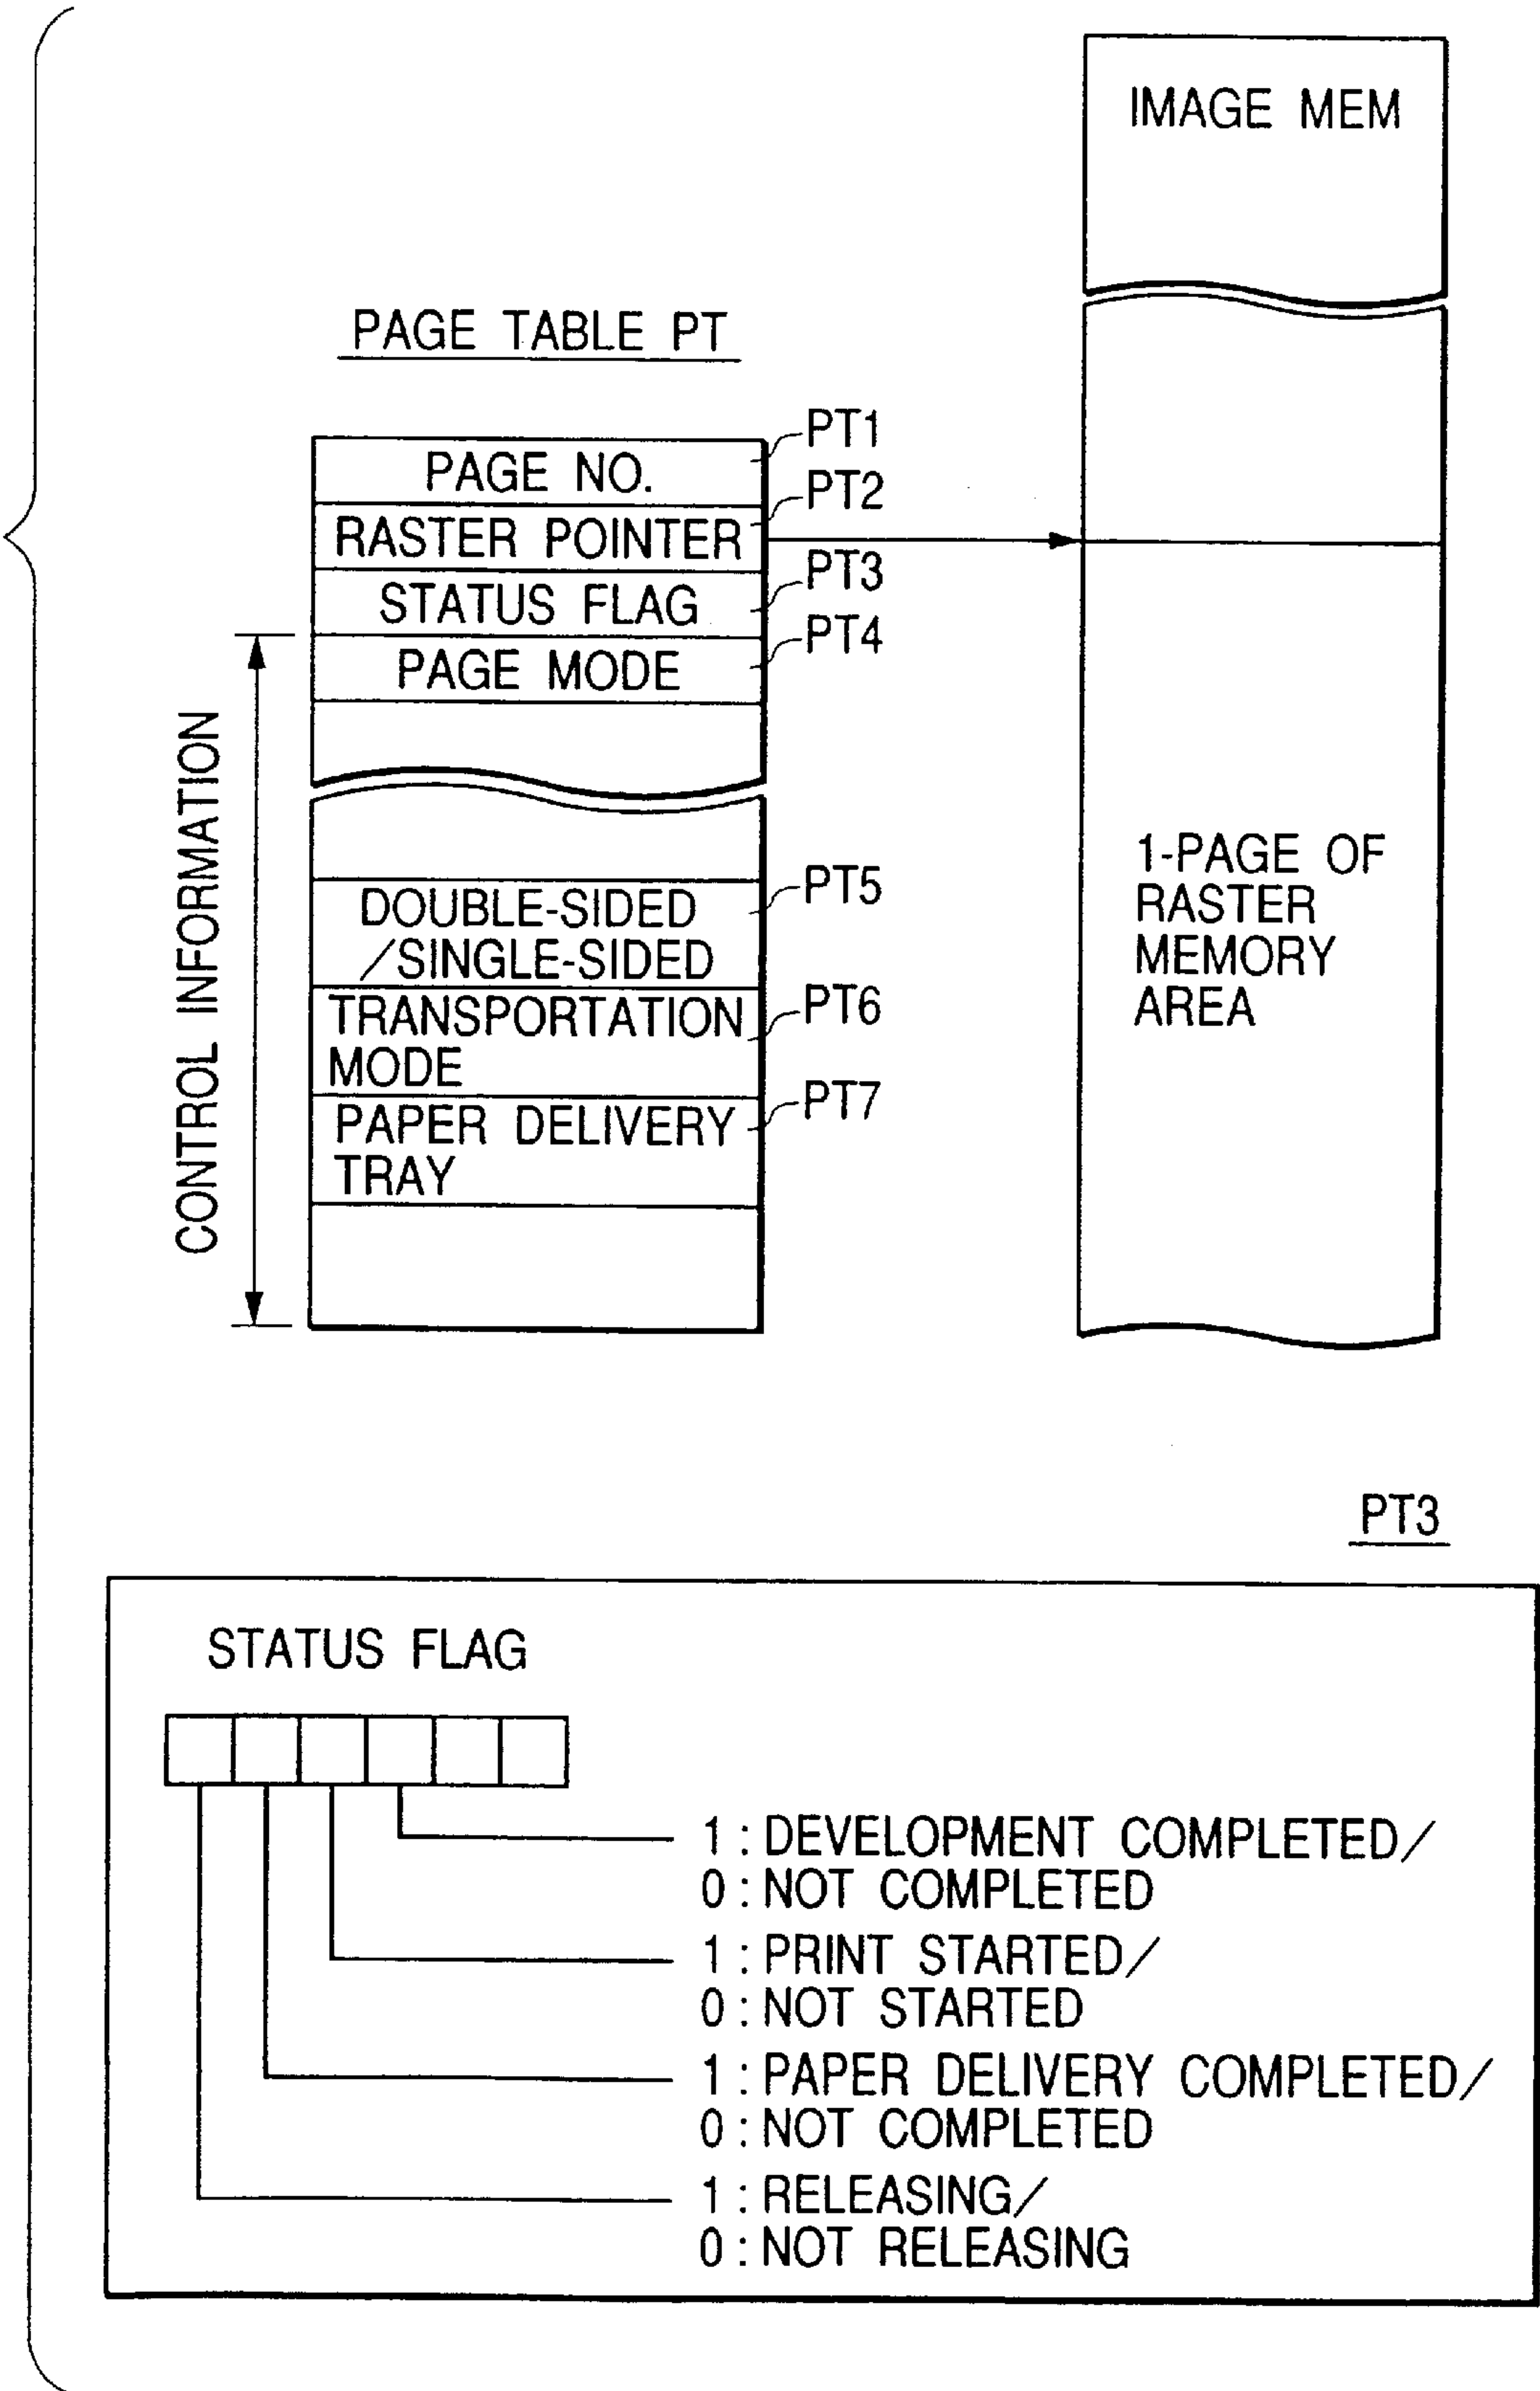 IMAGE MEM
PAGE TABLE PT
PT1
PAGE NO.
PT2
RASTER POINTER
PT3
STATUS FLAG
PT4
PAGE MODE
CONTROL INFORMATION
PT5
DOUBLE-SIDED
/SINGLE-SIDED
PT6
TRANSPORTATION
MODE
PT7
PAPER DELIVERY
TRAY
1-PAGE OF
RASTER
MEMORY
AREA
PT3
STATUS FLAG
1 : DEVELOPMENT COMPLETED/
0 : NOT COMPLETED
1 : PRINT STARTED/
0 : NOT STARTED
1 : PAPER DELIVERY COMPLETED/
0 : NOT COMPLETED
1 : RELEASING/
0 : NOT RELEASING